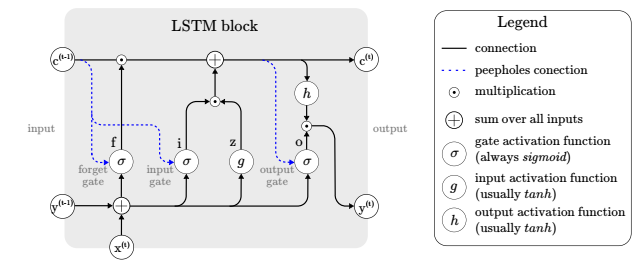 LSTM block
c(t-1)
c(t)
h
input
output
f
i
z
o
σ
σ
g
σ
forget
gate
input
gate
output
gate
y(t-1)
y(t)
x(t)
Legend
connection
peepholes conection
multiplication
sum over all inputs
σ
gate activation function
(always sigmoid)
g
input activation function
(usually tanh)
h
output activation function
(usually tanh)